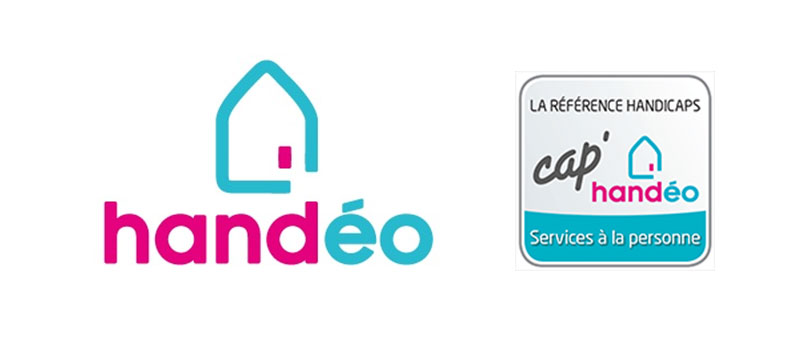 handéo
LA RÉFÉRENCE HANDICAPS
cap'
handéo
Services à la personne